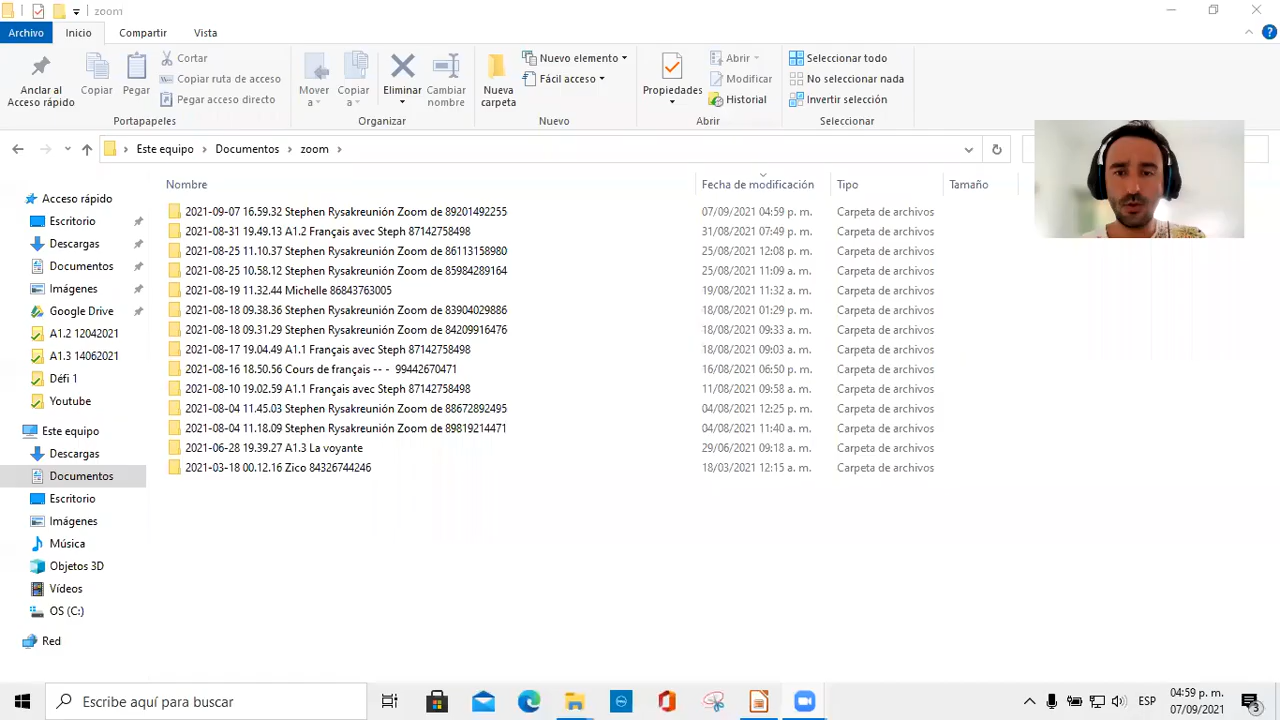 zoom
Archivo Inicio Compartir Vista
Anclar al Acceso rápido
Copiar
Pegar
Cortar
Copiar ruta de acceso
Pegar acceso directo
Portapapeles
Mover a
Copiar a
Eliminar
Cambiar nombre
Organizar
Nueva carpeta
Nuevo elemento
Fácil acceso
Nuevo
Propiedades
Abrir
Modificar
Historial
Abrir
Seleccionar todo
No seleccionar nada
Invertir selección
Seleccionar
Este equipo > Documentos > zoom >
Nombre Fecha de modificación Tipo Tamaño
2021-09-07 16.59.32 Stephen Rysakreunión Zoom de 89201492255 07/09/2021 04:59 p. m. Carpeta de archivos
2021-08-31 19.49.13 A1.2 Français avec Steph 87142758498 31/08/2021 07:49 p. m. Carpeta de archivos
2021-08-25 11.10.37 Stephen Rysakreunión Zoom de 86113158980 25/08/2021 12:08 p. m. Carpeta de archivos
2021-08-25 10.58.12 Stephen Rysakreunión Zoom de 85984289164 25/08/2021 11:09 a. m. Carpeta de archivos
2021-08-19 11.32.44 Michelle 86843763005 19/08/2021 11:32 a. m. Carpeta de archivos
2021-08-18 09.38.36 Stephen Rysakreunión Zoom de 83904029886 18/08/2021 01:29 p. m. Carpeta de archivos
2021-08-18 09.31.29 Stephen Rysakreunión Zoom de 84209916476 18/08/2021 09:33 a. m. Carpeta de archivos
2021-08-17 19.04.49 A1.1 Français avec Steph 87142758498 18/08/2021 09:03 a. m. Carpeta de archivos
2021-08-16 18.50.56 Cours de français -- - 99442670471 16/08/2021 06:50 p. m. Carpeta de archivos
2021-08-10 19.02.59 A1.1 Français avec Steph 87142758498 11/08/2021 09:58 a. m. Carpeta de archivos
2021-08-04 11.45.03 Stephen Rysakreunión Zoom de 88672892495 04/08/2021 12:25 p. m. Carpeta de archivos
2021-08-04 11.18.09 Stephen Rysakreunión Zoom de 89819214471 04/08/2021 11:40 a. m. Carpeta de archivos
2021-06-28 19.39.27 A1.3 La voyante 29/06/2021 09:18 a. m. Carpeta de archivos
2021-03-18 00.12.16 Zico 84326744246 18/03/2021 12:15 a. m. Carpeta de archivos
Acceso rápido
Escritorio
Descargas
Documentos
Imágenes
Google Drive
A1.2 12042021
A1.3 14062021
Défi 1
Youtube
Este equipo
Descargas
Documentos
Escritorio
Imágenes
Música
Objetos 3D
Vídeos
OS (C:)
Red
Escribe aquí para buscar
ESP
04:59 p. m.
07/09/2021
3